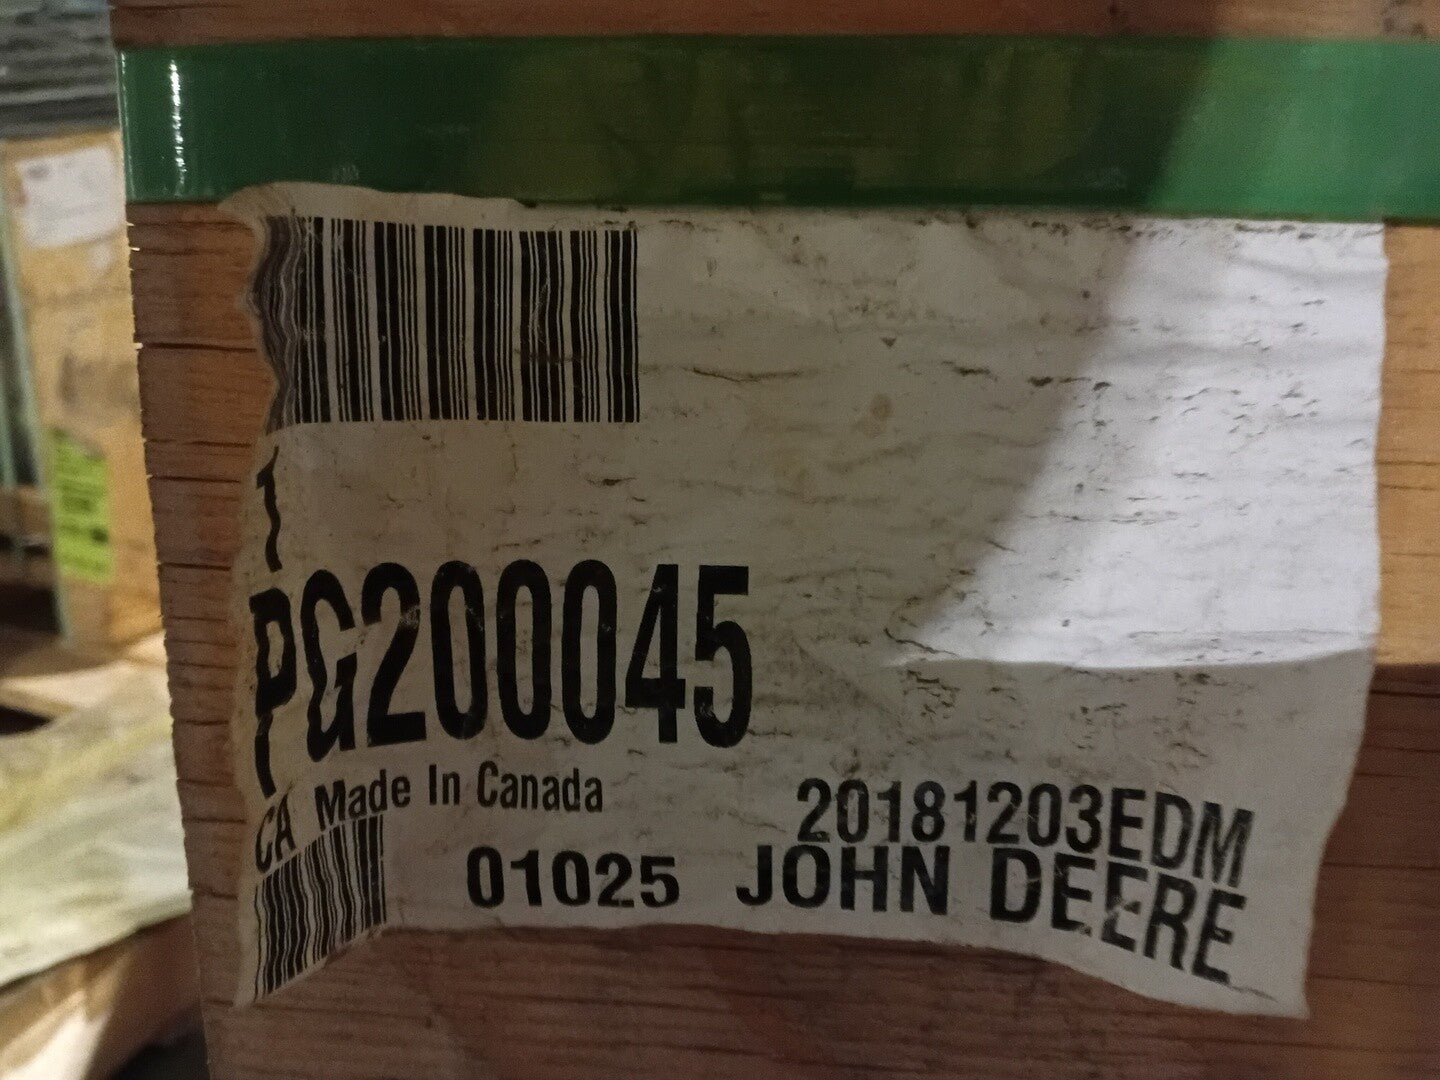 1
PG200045
CA Made In Canada
20181203EDM
01025 JOHN DEERE